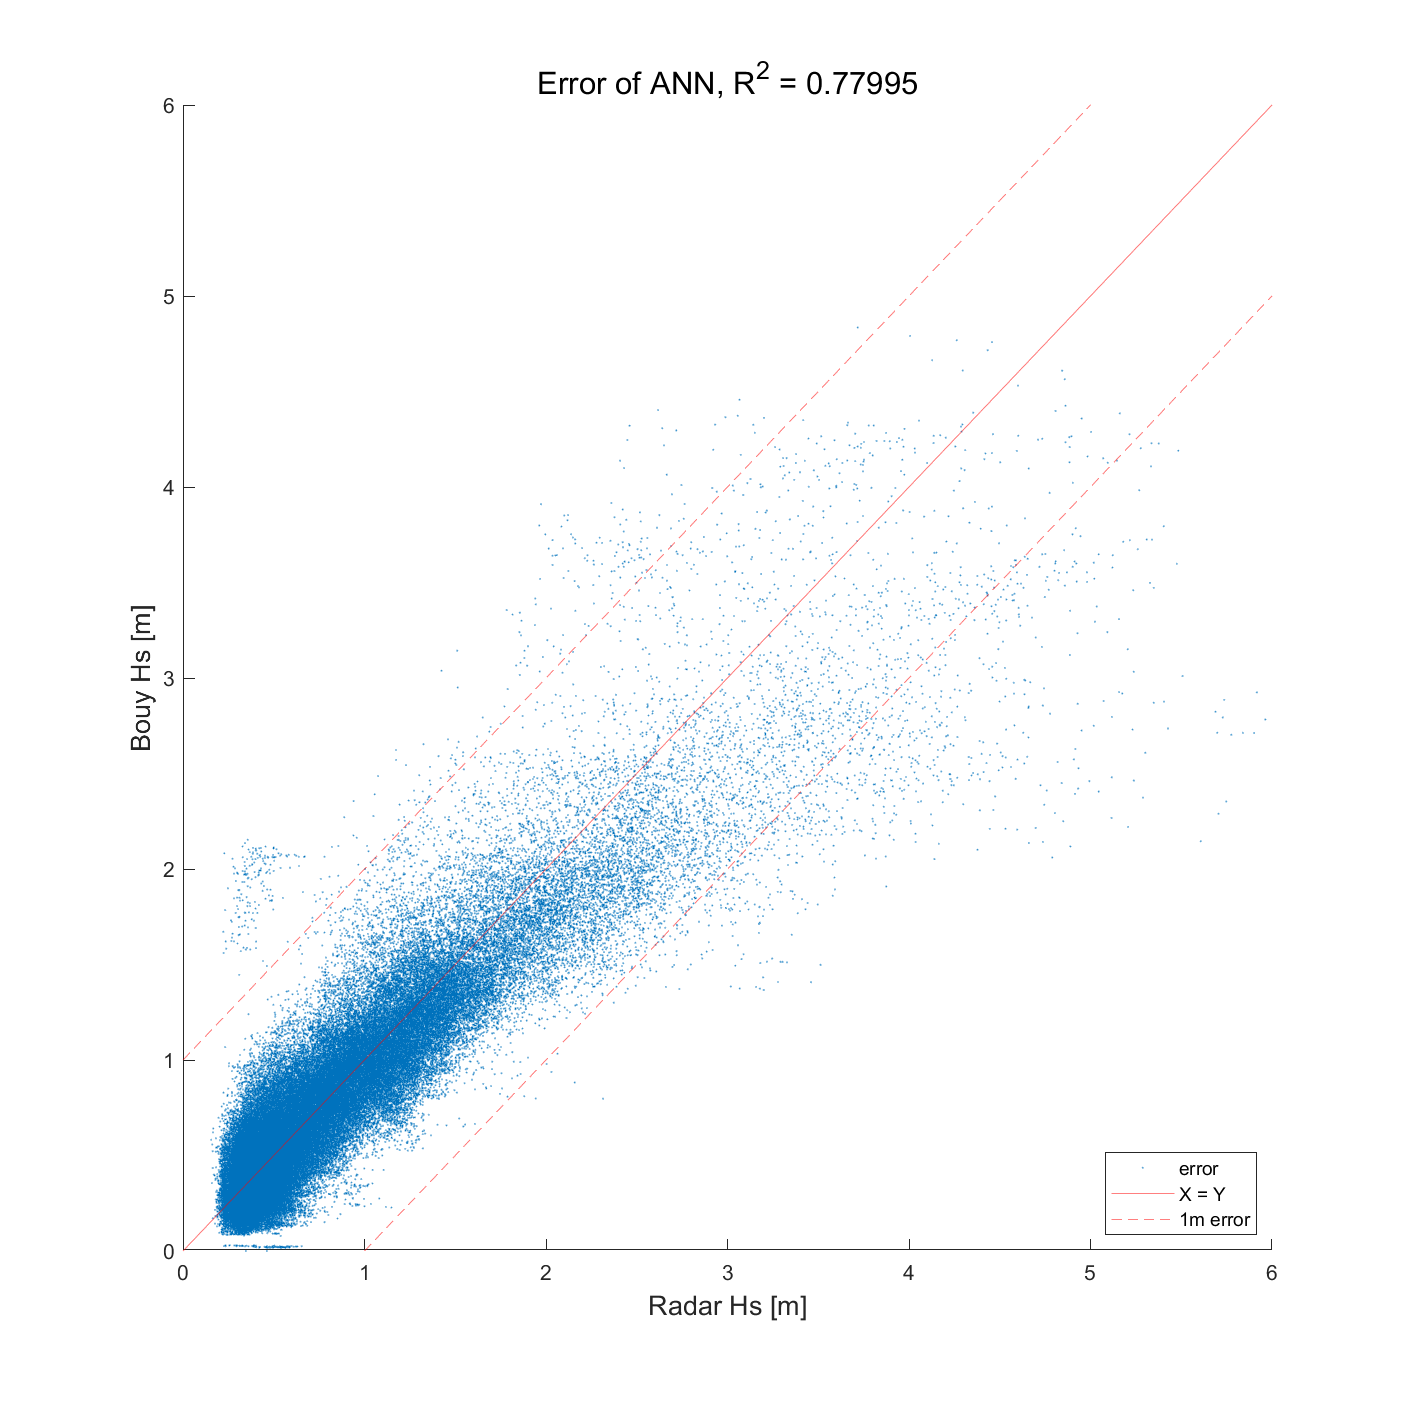 Error of ANN, R² = 0.77995
6
5
4
3
2
1
0
Bouy Hs [m]
0 1 2 3 4 5 6
Radar Hs [m]
error
X = Y
1m error